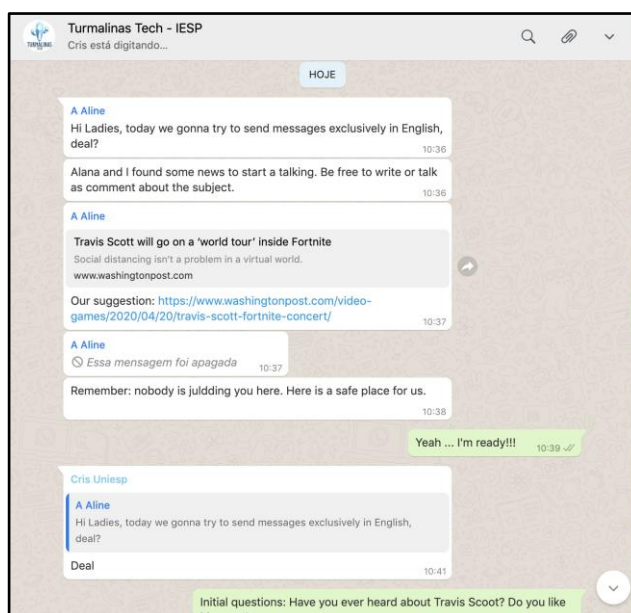 Turmalinas Tech - IESP
Cris está digitando...
TURMALINAS
HOJE
A Aline
Hi Ladies, today we gonna try to send messages exclusively in English,
deal?
10:36
Alana and I found some news to start a talking. Be free to write or talk
as comment about the subject.
10:36
A Aline
Travis Scott will go on a ‘world tour’ inside Fortnite
Social distancing isn’t a problem in a virtual world.
www.washingtonpost.com
Our suggestion: https://www.washingtonpost.com/video-
games/2020/04/20/travis-scott-fortnite-concert/
10:37
A Aline
Essa mensagem foi apagada
10:37
Remember: nobody is juldding you here. Here is a safe place for us.
10:38
Yeah ... I'm ready!!!
10:39
Cris Uniesp
A Aline
Hi Ladies, today we gonna try to send messages exclusively in English,
deal?
Deal
10:41
Initial questions: Have you ever heard about Travis Scoot? Do you like